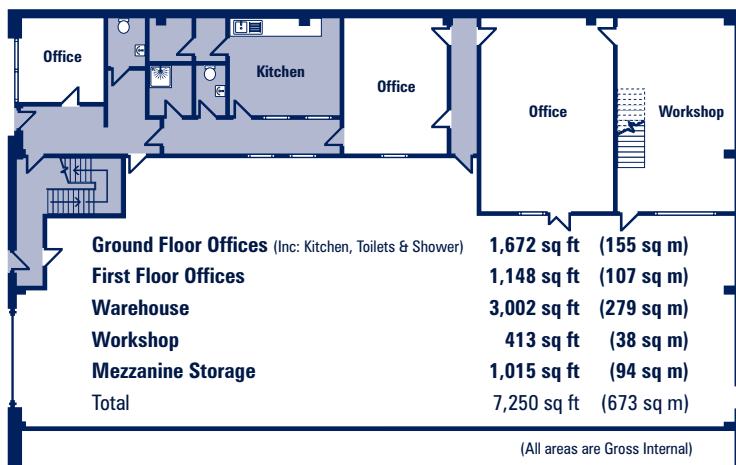 Office
Kitchen
Office
Office
Workshop
Ground Floor Offices (Inc: Kitchen, Toilets & Shower) 1,672 sq ft (155 sq m)
First Floor Offices 1,148 sq ft (107 sq m)
Warehouse 3,002 sq ft (279 sq m)
Workshop 413 sq ft (38 sq m)
Mezzanine Storage 1,015 sq ft (94 sq m)
Total 7,250 sq ft (673 sq m)
(All areas are Gross Internal)